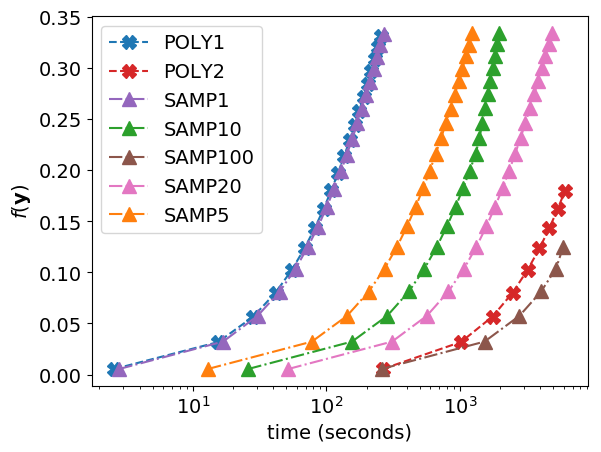 0.35
0.30
0.25
0.20
0.15
0.10
0.05
0.00
f(y)
POLY1
POLY2
SAMP1
SAMP10
SAMP100
SAMP20
SAMP5
10¹
10²
10³
time (seconds)